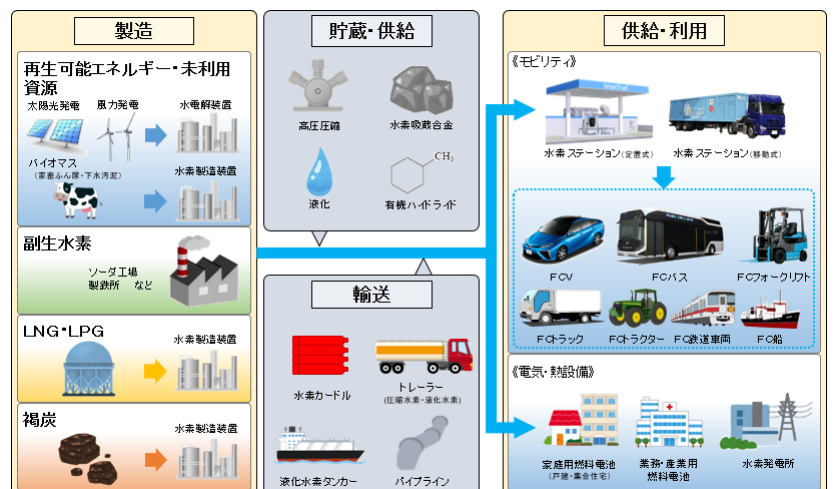 製造
再生可能エネルギー・未利用
資源
太陽光発電
風力発電
水電解装置
バイオマス
(家畜ふん尿・下水汚泥)
水素製造装置
副生水素
ソーダ工場
製鉄所 など
LNG・LPG
水素製造装置
褐炭
水素製造装置
貯蔵・供給
高圧圧縮
水素吸蔵合金
液化
CH3
有機ハイドライド
輸送
水素カードル
トレーラー
(圧縮水素・液化水素)
液化水素タンカー
パイプライン
供給・利用
《モビリティ》
水素ステーション(定置式)
水素ステーション(移動式)
FCV
FCバス
FCフォークリフト
FCトラック
FCトラクター
FC鉄道車両
FC船
《電気・熱設備》
家庭用燃料電池
(戸建・集合住宅)
業務・産業用
燃料電池
水素発電所